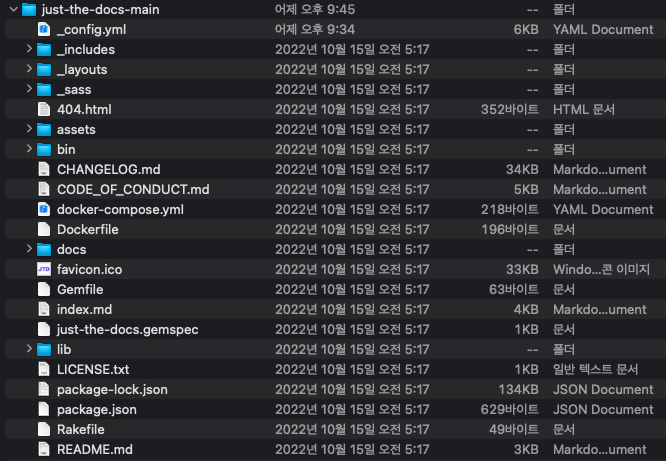 just-the-docs-main 어제 오후 9:45 -- 폴더
_config.yml 어제 오후 9:34 6KB YAML Document
_includes 2022년 10월 15일 오전 5:17 -- 폴더
_layouts 2022년 10월 15일 오전 5:17 -- 폴더
_sass 2022년 10월 15일 오전 5:17 -- 폴더
404.html 2022년 10월 15일 오전 5:17 352바이트 HTML 문서
assets 2022년 10월 15일 오전 5:17 -- 폴더
bin 2022년 10월 15일 오전 5:17 -- 폴더
CHANGELOG.md 2022년 10월 15일 오전 5:17 34KB Markdo...ument
CODE_OF_CONDUCT.md 2022년 10월 15일 오전 5:17 5KB Markdo...ument
docker-compose.yml 2022년 10월 15일 오전 5:17 218바이트 YAML Document
Dockerfile 2022년 10월 15일 오전 5:17 196바이트 문서
docs 2022년 10월 15일 오전 5:17 -- 폴더
JTD favicon.ico 2022년 10월 15일 오전 5:17 33KB Windo...콘 이미지
Gemfile 2022년 10월 15일 오전 5:17 63바이트 문서
index.md 2022년 10월 15일 오전 5:17 4KB Markdo...ument
just-the-docs.gemspec 2022년 10월 15일 오전 5:17 1KB 문서
lib 2022년 10월 15일 오전 5:17 -- 폴더
LICENSE.txt 2022년 10월 15일 오전 5:17 1KB 일반 텍스트 문서
package-lock.json 2022년 10월 15일 오전 5:17 134KB JSON Document
package.json 2022년 10월 15일 오전 5:17 629바이트 JSON Document
Rakefile 2022년 10월 15일 오전 5:17 49바이트 문서
README.md 2022년 10월 15일 오전 5:17 3KB Markdo...ument